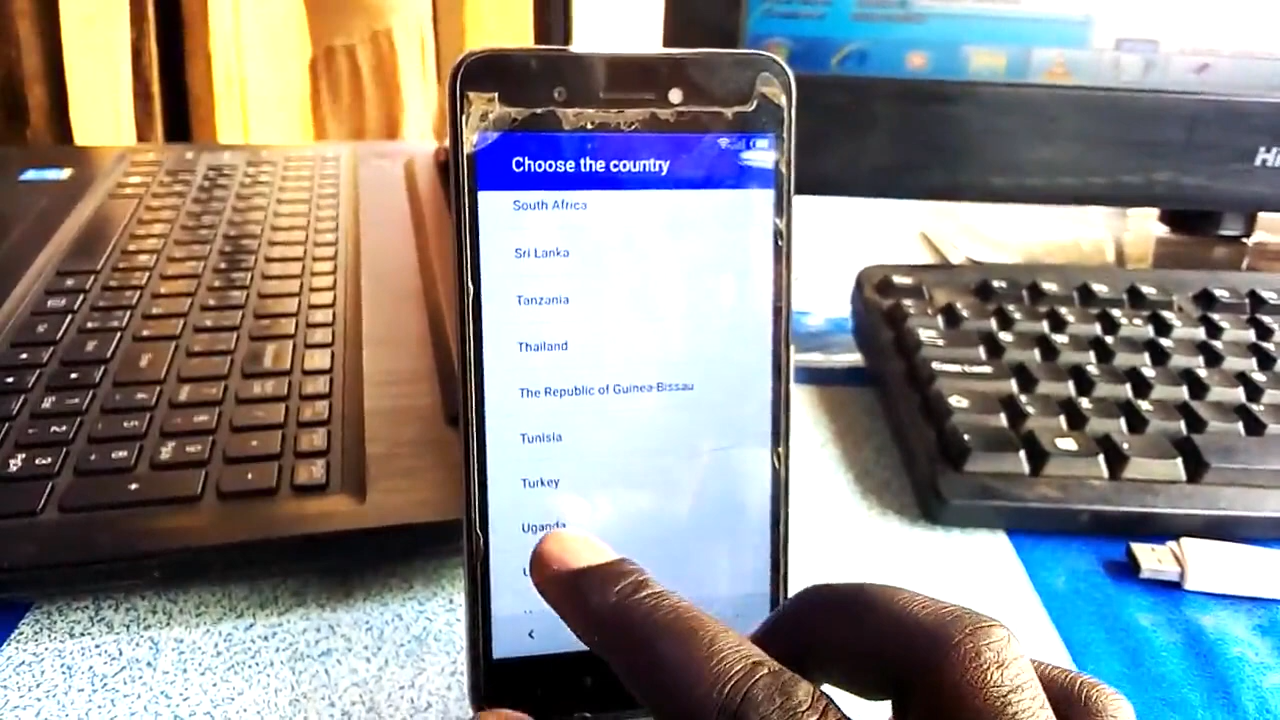 Choose the country
South Africa
Sri Lanka
Tanzania
Thailand
The Republic of Guinea-Bissau
Tunisia
Turkey
Uganda